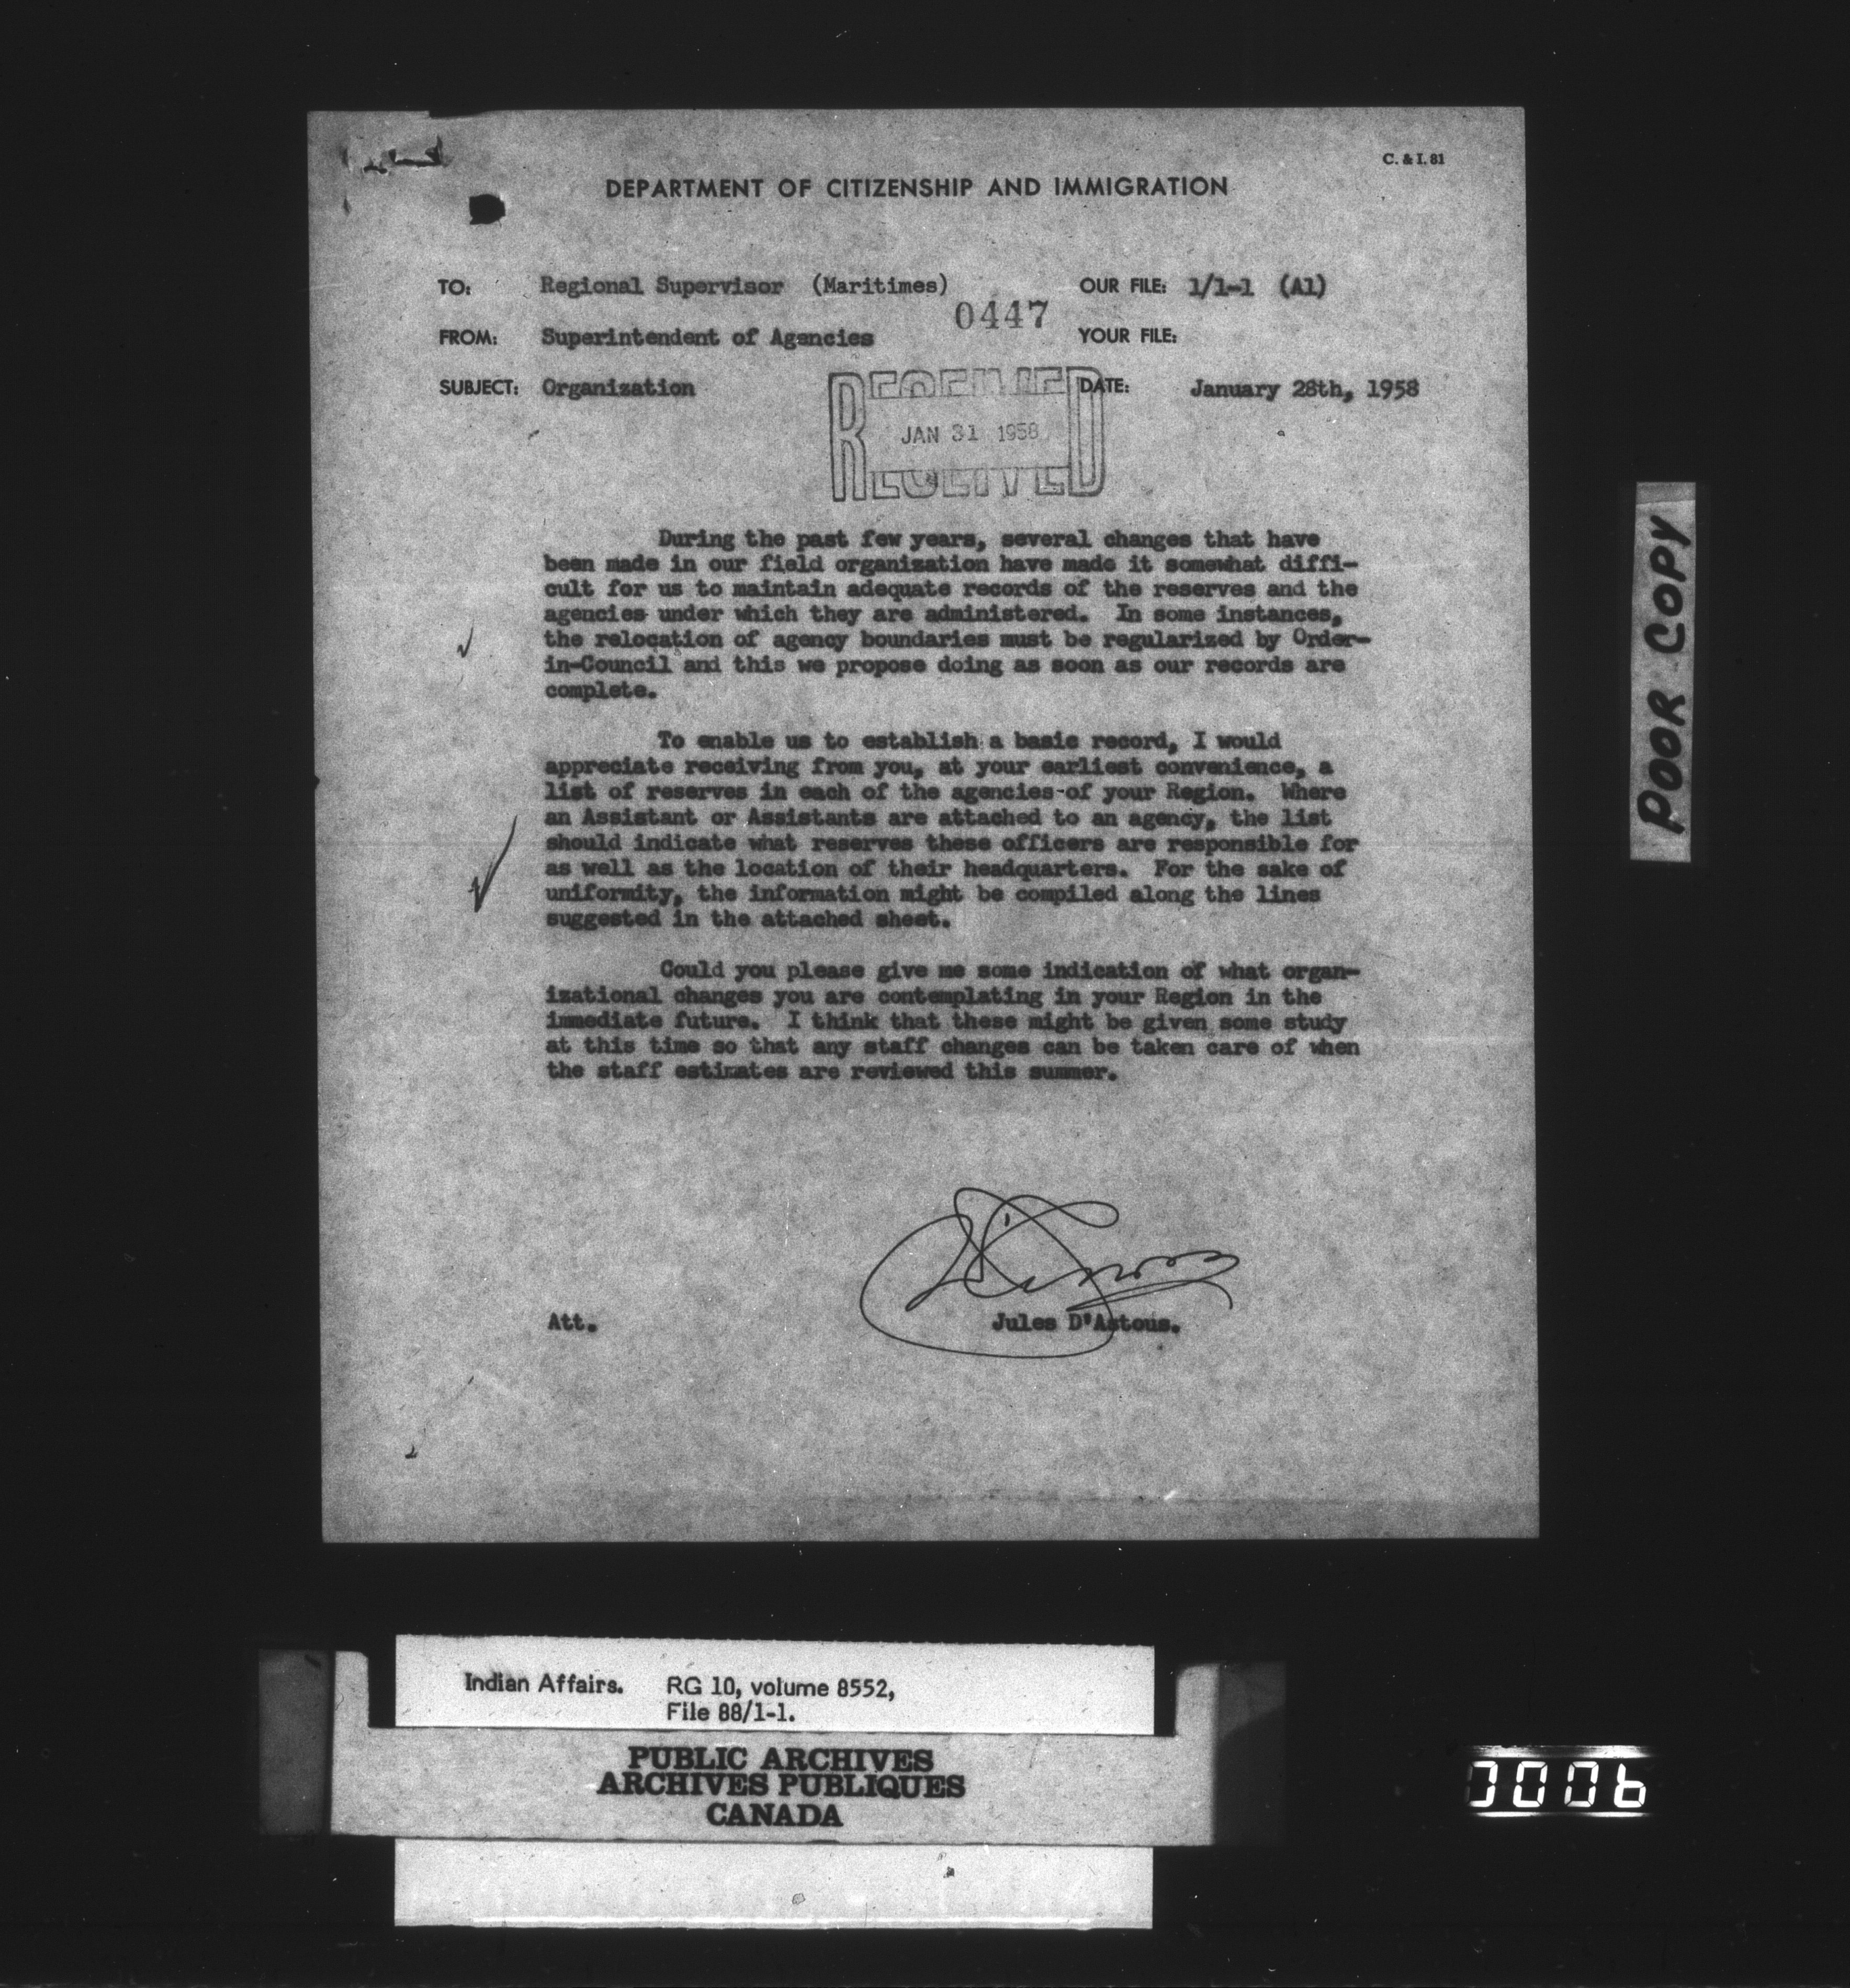 C. & I. 81
DEPARTMENT OF CITIZENSHIP AND IMMIGRATION
TO: Regional Supervisor (Maritimes) OUR FILE: 1/1-1 (A1)
0447
FROM: Superintendent of Agencies YOUR FILE:
SUBJECT: Organization DATE: January 28th, 1958
RECEIVED
JAN 31 1958
RECEIVED
During the past few years, several changes that have
been made in our field organization have made it somewhat diffi-
cult for us to maintain adequate records of the reserves and the
agencies under which they are administered. In some instances,
the relocation of agency boundaries must be regularized by Order-
in-Council and this we propose doing as soon as our records are
complete.
To enable us to establish a basic record, I would
appreciate receiving from you, at your earliest convenience, a
list of reserves in each of the agencies of your Region. Where
an Assistant or Assistants are attached to an agency, the list
should indicate what reserves these officers are responsible for
as well as the location of their headquarters. For the sake of
uniformity, the information might be compiled along the lines
suggested in the attached sheet.
Could you please give me some indication of what organ-
izational changes you are contemplating in your Region in the
immediate future. I think that these might be given some study
at this time so that any staff changes can be taken care of when
the staff estimates are reviewed this summer.
Att. Jules D'Astous.
POOR COPY
Indian Affairs. RG 10, volume 8552,
File 88/1-1.
PUBLIC ARCHIVES
ARCHIVES PUBLIQUES
CANADA
0006